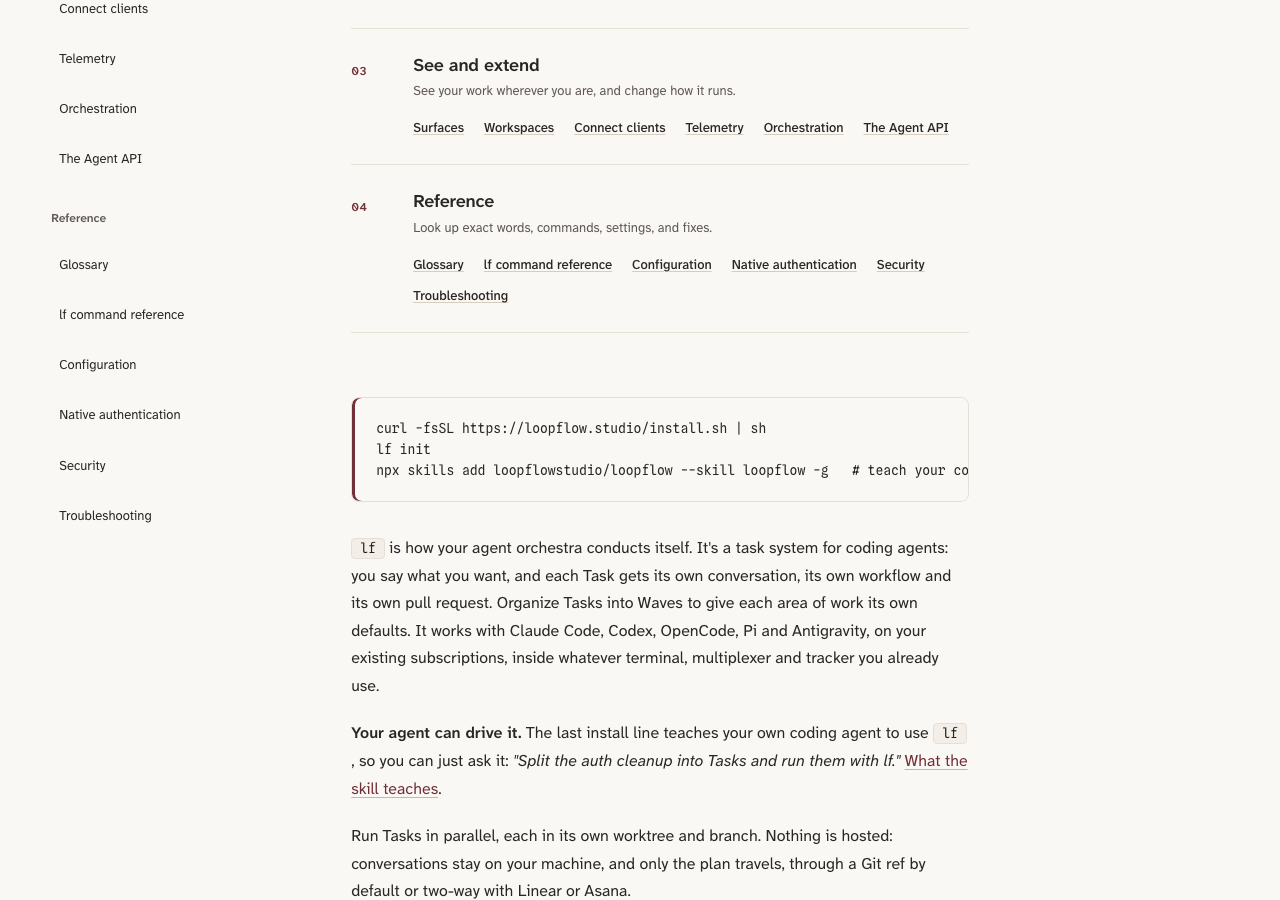 Connect clients
Telemetry
Orchestration
The Agent API
Reference
Glossary
lf command reference
Configuration
Native authentication
Security
Troubleshooting
03
See and extend
See your work wherever you are, and change how it runs.
Surfaces Workspaces Connect clients Telemetry Orchestration The Agent API
04
Reference
Look up exact words, commands, settings, and fixes.
Glossary lf command reference Configuration Native authentication Security
Troubleshooting
curl -fsSL https://loopflow.studio/install.sh | sh
lf init
npx skills add loopflowstudio/loopflow --skill loopflow -g   # teach your co
lf is how your agent orchestra conducts itself. It's a task system for coding agents:
you say what you want, and each Task gets its own conversation, its own workflow and
its own pull request. Organize Tasks into Waves to give each area of work its own
defaults. It works with Claude Code, Codex, OpenCode, Pi and Antigravity, on your
existing subscriptions, inside whatever terminal, multiplexer and tracker you already
use.
Your agent can drive it. The last install line teaches your own coding agent to use lf
, so you can just ask it: "Split the auth cleanup into Tasks and run them with lf." What the
skill teaches.
Run Tasks in parallel, each in its own worktree and branch. Nothing is hosted:
conversations stay on your machine, and only the plan travels, through a Git ref by
default or two-way with Linear or Asana.